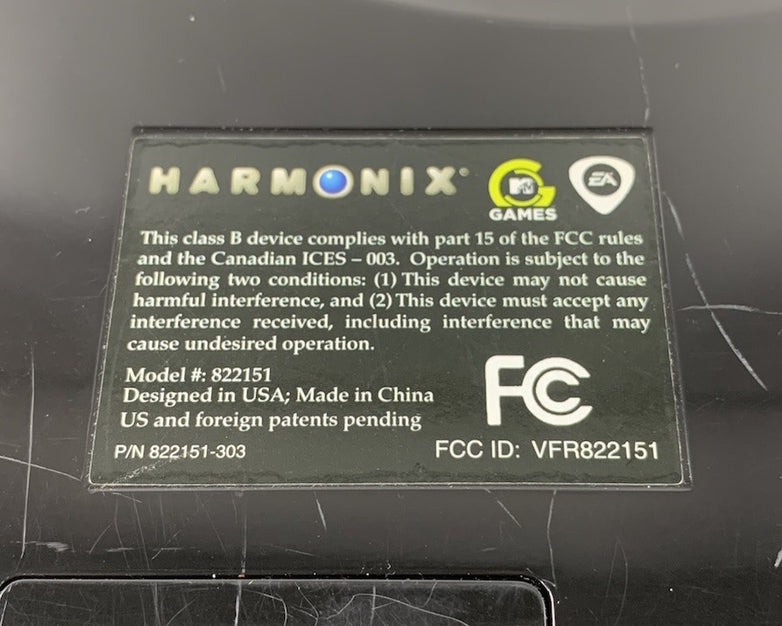 HARMONIX®
MTV
GAMES
EA
This class B device complies with part 15 of the FCC rules
and the Canadian ICES – 003. Operation is subject to the
following two conditions: (1) This device may not cause
harmful interference, and (2) This device must accept any
interference received, including interference that may
cause undesired operation.
Model #: 822151
Designed in USA; Made in China
US and foreign patents pending
FC
P/N 822151-303
FCC ID: VFR822151